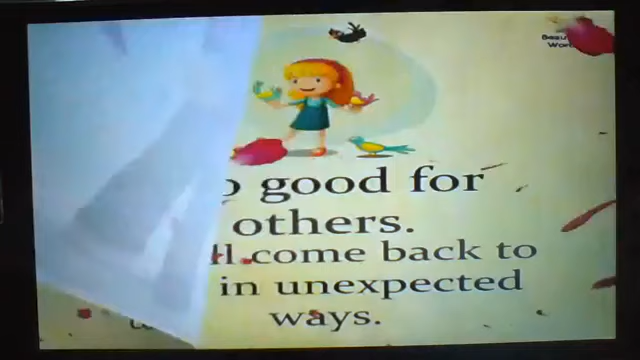 good for
others.
come back to
in unexpected
ways.